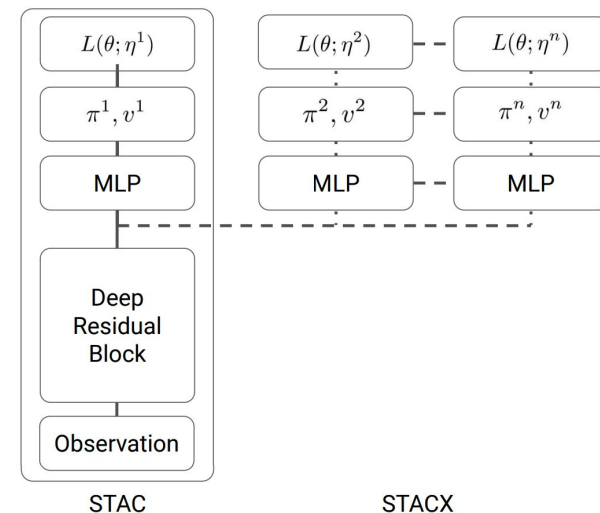 L(θ; η¹)
L(θ; η²)
L(θ; ηⁿ)
π¹, v¹
π², v²
πⁿ, vⁿ
MLP
MLP
MLP
Deep
Residual
Block
Observation
STAC
STACX